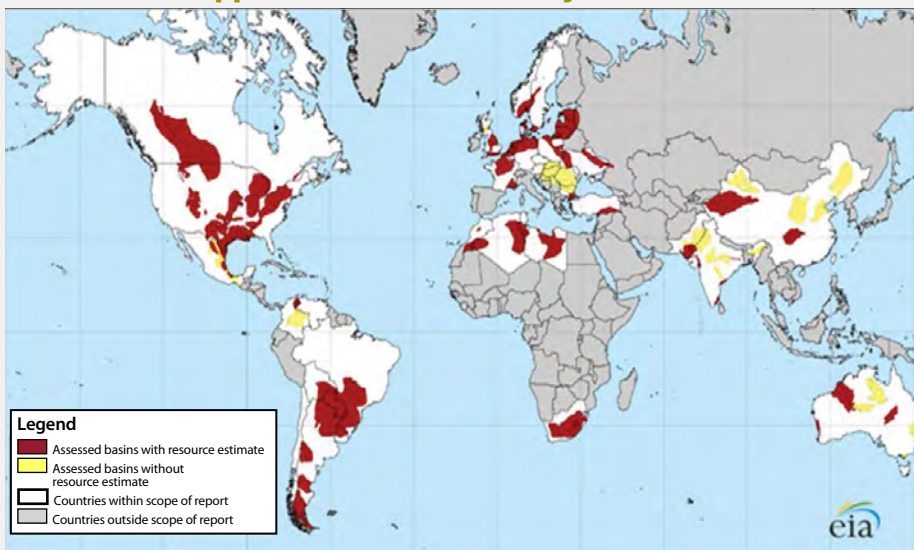 Legend
Assessed basins with resource estimate
Assessed basins without
resource estimate
Countries within scope of report
Countries outside scope of report
eia